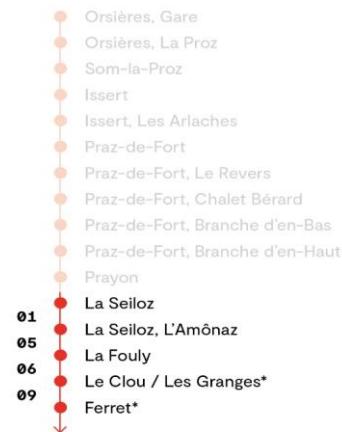 Orsières, Gare
Orsières, La Proz
Som-la-Proz
Issert
Issert, Les Arlaches
Praz-de-Fort
Praz-de-Fort, Le Revers
Praz-de-Fort, Chalet Bérard
Praz-de-Fort, Branche d'en-Bas
Praz-de-Fort, Branche d'en-Haut
Prayon
La Seiloz
01
La Seiloz, L'Amônaz
05
La Fouly
06
Le Clou / Les Granges*
09
Ferret*